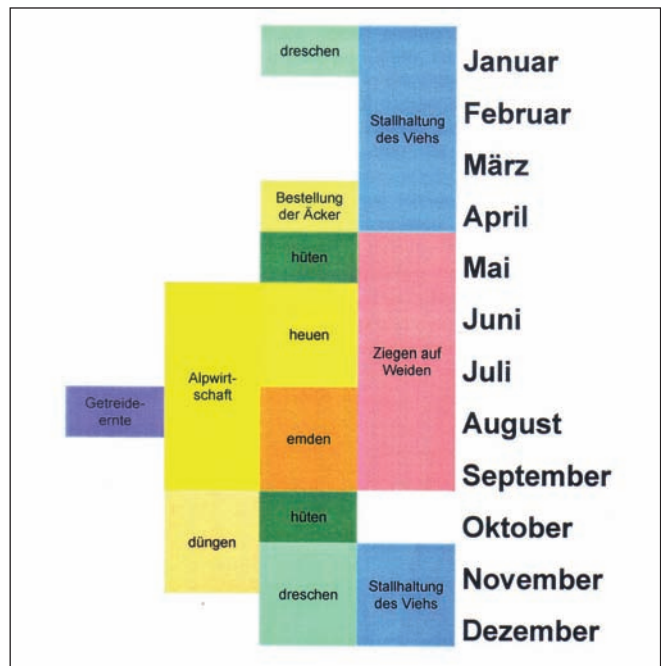 dreschen
Januar
Stallhaltung
des Viehs
Februar
März
Bestellung
der Äcker
April
hüten
Mai
heuen
Juni
Ziegen auf
Weiden
Juli
Alpwirt-
schaft
Getreide-
ernte
August
emden
September
hüten
Oktober
düngen
dreschen
Stallhaltung
des Viehs
November
Dezember